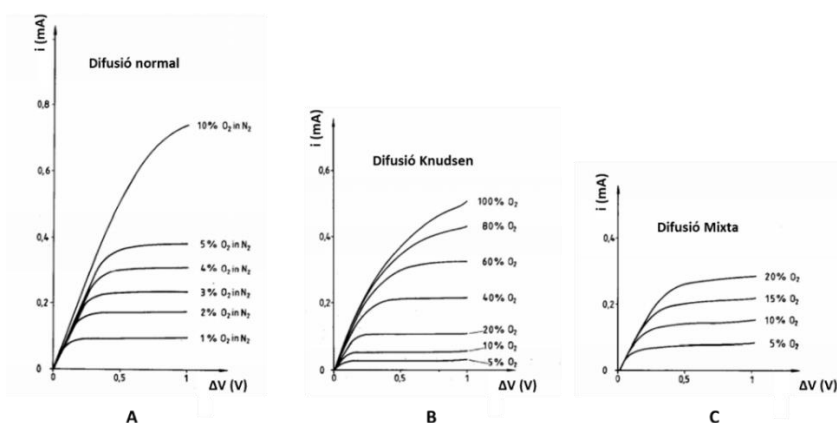 i (mA)
Difusió normal
0,8
10% O₂ in N₂
0,6
0,4
5% O₂ in N₂
4% O₂ in N₂
3% O₂ in N₂
0,2
2% O₂ in N₂
1% O₂ in N₂
0
0
0,5
1
ΔV (V)
A
i (mA)
Difusió Knudsen
0,6
100% O₂
80% O₂
0,4
60% O₂
40% O₂
0,2
20% O₂
10% O₂
5% O₂
0
0
0,5
1
ΔV (V)
B
i (mA)
Difusió Mixta
0,4
20% O₂
0,2
15% O₂
10% O₂
5% O₂
0
0
0,5
1
ΔV (V)
C